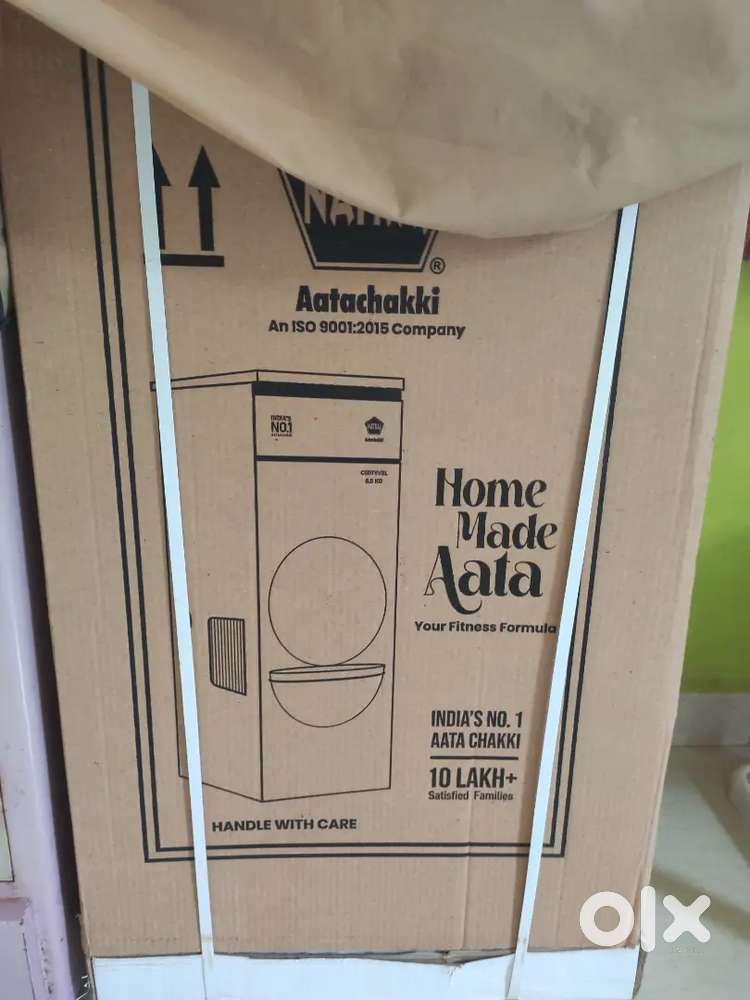 ®
Aatachakki
An ISO 9001:2015 Company
INDIA'S
NO.1
Home
Made
Aata
Your Fitness Formula
INDIA'S NO. 1
AATA CHAKKI
10 LAKH+
Satisfied Families
HANDLE WITH CARE
olx